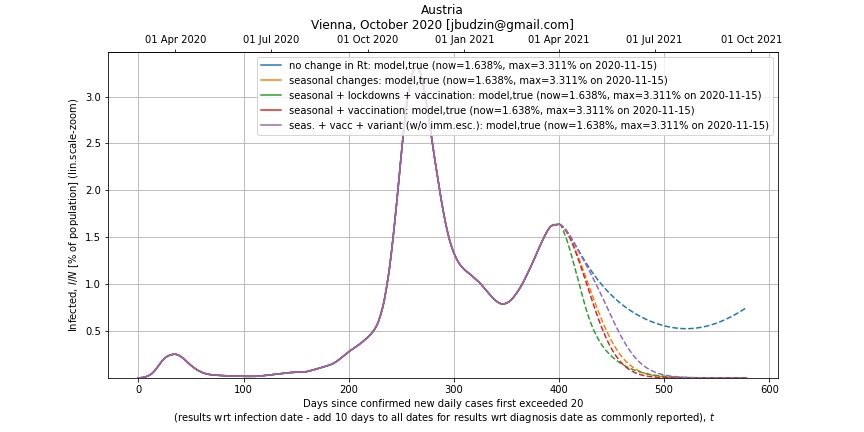 Austria
Vienna, October 2020 [jbudzin@gmail.com]
01 Apr 2020 01 Jul 2020 01 Oct 2020 01 Jan 2021 01 Apr 2021 01 Jul 2021 01 Oct 2021
no change in Rt: model,true (now=1.638%, max=3.311% on 2020-11-15)
seasonal changes: model,true (now=1.638%, max=3.311% on 2020-11-15)
seasonal + lockdowns + vaccination: model,true (now=1.638%, max=3.311% on 2020-11-15)
seasonal + vaccination: model,true (now=1.638%, max=3.311% on 2020-11-15)
seas. + vacc + variant (w/o imm.esc.): model,true (now=1.638%, max=3.311% on 2020-11-15)
Infected, I/N [% of population] (lin.scale-zoom)
3.0
2.5
2.0
1.5
1.0
0.5
0 100 200 300 400 500 600
Days since confirmed new daily cases first exceeded 20
(results wrt infection date - add 10 days to all dates for results wrt diagnosis date as commonly reported), t